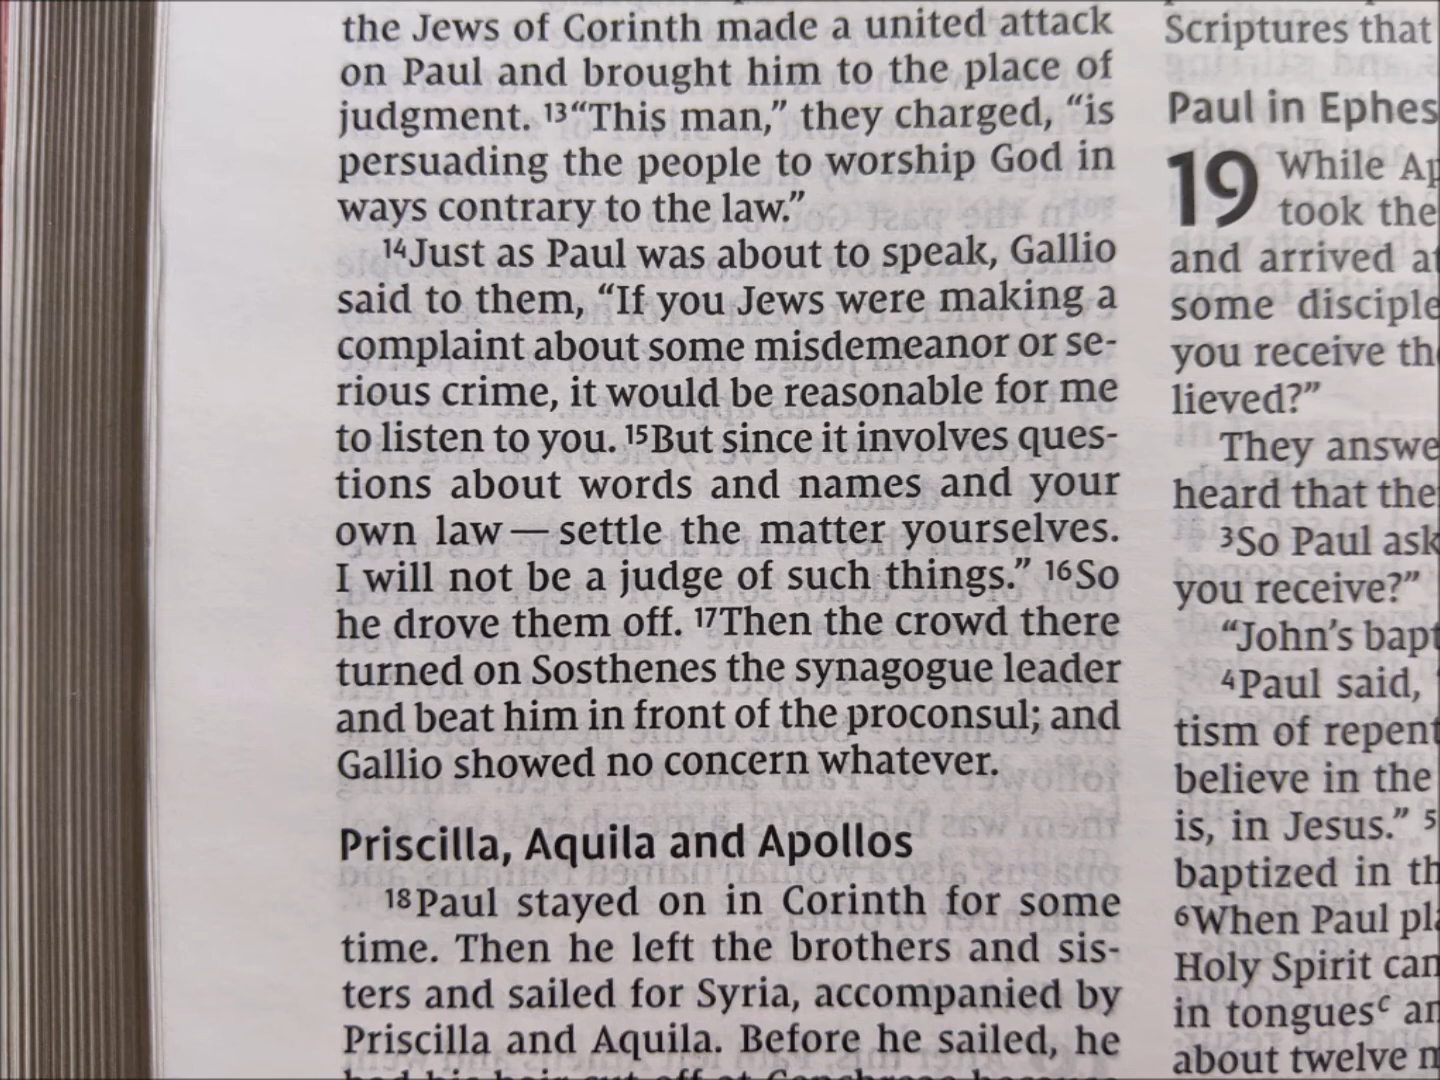 the Jews of Corinth made a united attack
on Paul and brought him to the place of
judgment. 13“This man,” they charged, “is
persuading the people to worship God in
ways contrary to the law.”
14Just as Paul was about to speak, Gallio
said to them, “If you Jews were making a
complaint about some misdemeanor or se-
rious crime, it would be reasonable for me
to listen to you. 15But since it involves ques-
tions about words and names and your
own law — settle the matter yourselves.
I will not be a judge of such things.” 16So
he drove them off. 17Then the crowd there
turned on Sosthenes the synagogue leader
and beat him in front of the proconsul; and
Gallio showed no concern whatever.
Priscilla, Aquila and Apollos
18Paul stayed on in Corinth for some
time. Then he left the brothers and sis-
ters and sailed for Syria, accompanied by
Priscilla and Aquila. Before he sailed, he
Scriptures that
Paul in Ephes
19 While Ap
took the
and arrived at
some disciple
you receive th
lieved?”
They answe
heard that the
3So Paul ask
you receive?”
“John’s bapt
4Paul said,
tism of repent
believe in the
is, in Jesus.” 5
baptized in th
6When Paul pla
Holy Spirit can
in tonguesc an
about twelve m